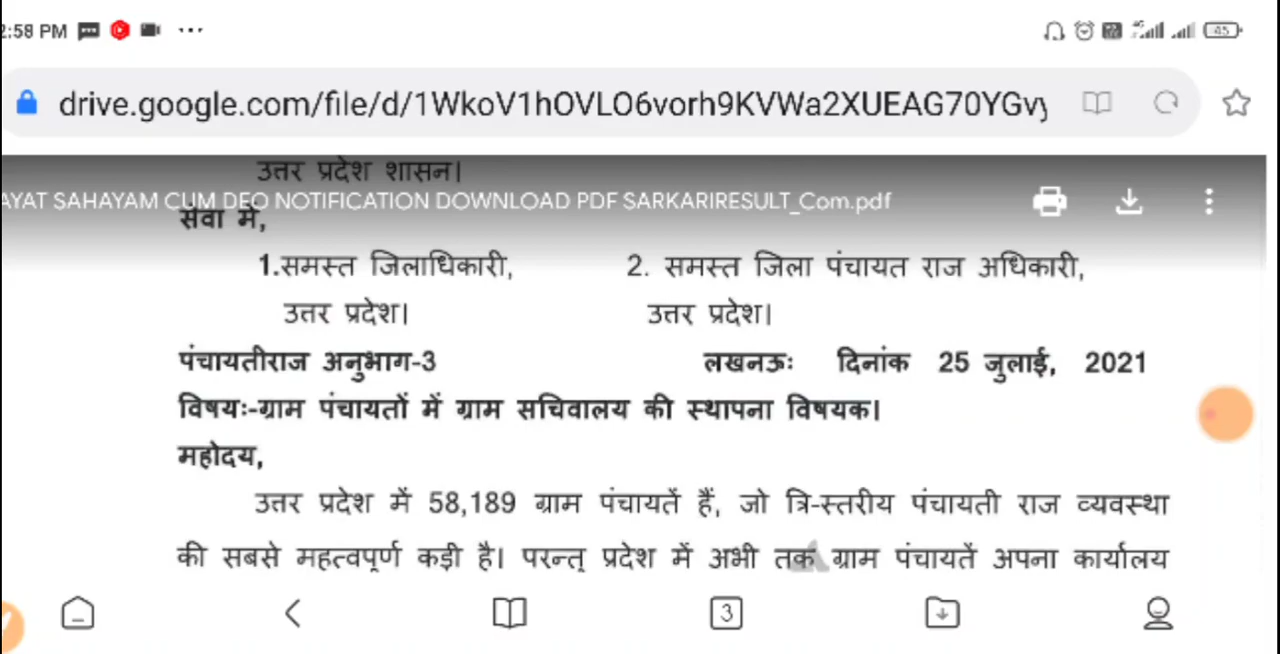 2:58 PM
45
drive.google.com/file/d/1WkoV1hOVLO6vorh9KVWa2XUEAG70YGvy
उत्तर प्रदेश शासन।
AYAT SAHAYAM CUM DEO NOTIFICATION DOWNLOAD PDF SARKARIRESULT_Com.pdf
सेवा में,
1.समस्त जिलाधिकारी, 2. समस्त जिला पंचायत राज अधिकारी,
उत्तर प्रदेश। उत्तर प्रदेश।
पंचायतीराज अनुभाग-3 लखनऊः दिनांक 25 जुलाई, 2021
विषयः-ग्राम पंचायतों में ग्राम सचिवालय की स्थापना विषयक।
महोदय,
उत्तर प्रदेश में 58,189 ग्राम पंचायतें हैं, जो त्रि-स्तरीय पंचायती राज व्यवस्था
की सबसे महत्वपूर्ण कड़ी है। परन्तु प्रदेश में अभी तक ग्राम पंचायतें अपना कार्यालय
3